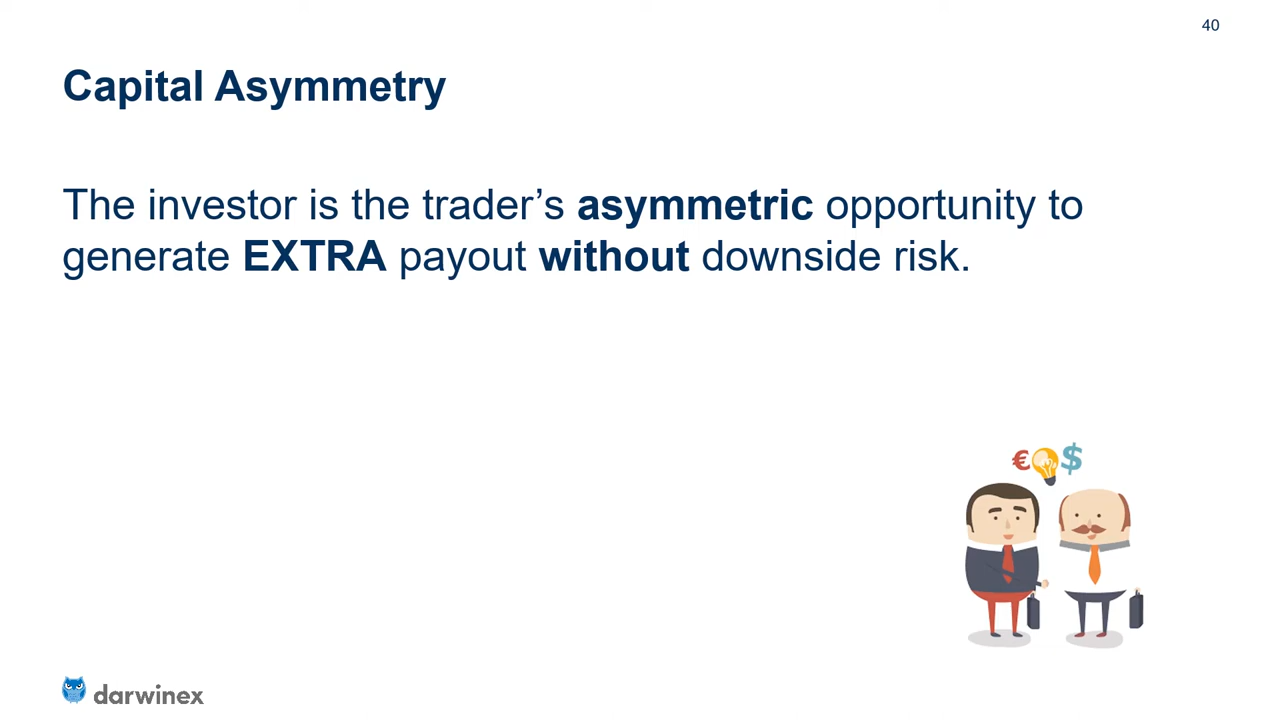 40
Capital Asymmetry
The investor is the trader’s asymmetric opportunity to
generate EXTRA payout without downside risk.
€ $
darwinex